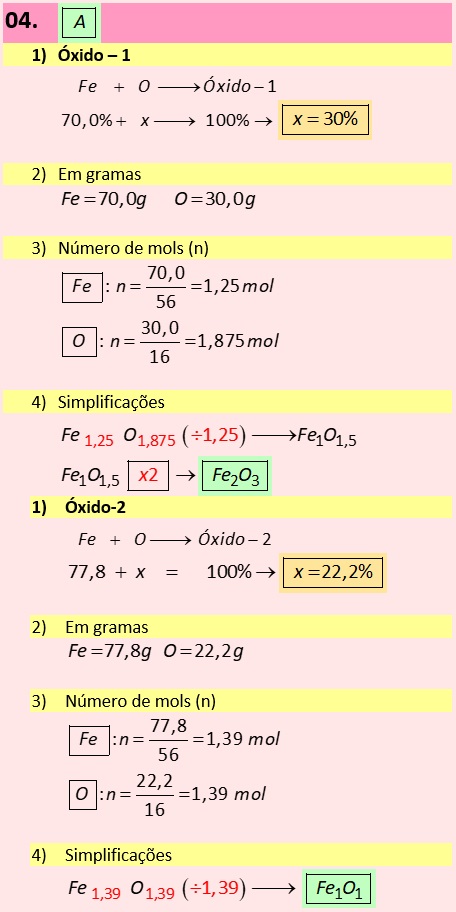 04. A
1) Óxido – 1
Fe + O ⟶ Óxido – 1
70,0% + x ⟶ 100% → x = 30%
2) Em gramas
Fe = 70,0g O = 30,0g
3) Número de mols (n)
Fe : n = 70,0/56 = 1,25 mol
O : n = 30,0/16 = 1,875 mol
4) Simplificações
Fe 1,25 O1,875 (÷1,25) ⟶ Fe1O1,5
Fe1O1,5 x2 → Fe2O3
1) Óxido-2
Fe + O ⟶ Óxido – 2
77,8 + x = 100% → x = 22,2%
2) Em gramas
Fe = 77,8g O = 22,2g
3) Número de mols (n)
Fe : n = 77,8/56 = 1,39 mol
O : n = 22,2/16 = 1,39 mol
4) Simplificações
Fe 1,39 O1,39 (÷1,39) ⟶ Fe1O1